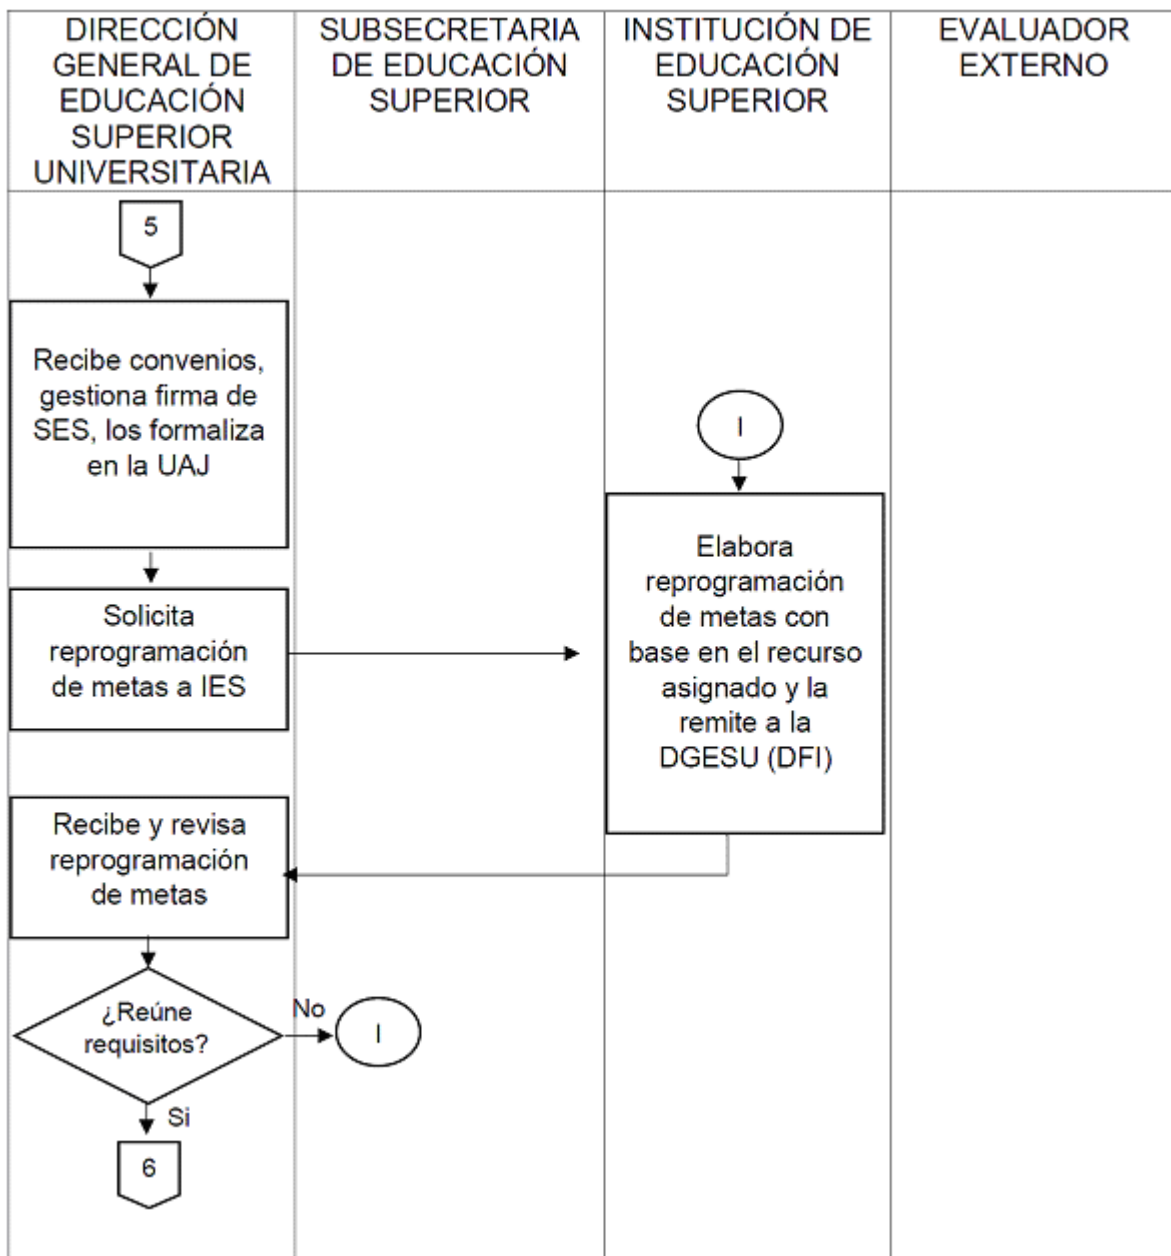 DIRECCIÓN
GENERAL DE
EDUCACIÓN
SUPERIOR
UNIVERSITARIA
SUBSECRETARIA
DE EDUCACIÓN
SUPERIOR
INSTITUCIÓN DE
EDUCACIÓN
SUPERIOR
EVALUADOR
EXTERNO
5
Recibe convenios,
gestiona firma de
SES, los formaliza
en la UAJ
I
Elabora
reprogramación
de metas con
base en el recurso
asignado y la
remite a la
DGESU (DFI)
Solicita
reprogramación
de metas a IES
Recibe y revisa
reprogramación
de metas
¿Reúne
requisitos?
No
I
Si
6